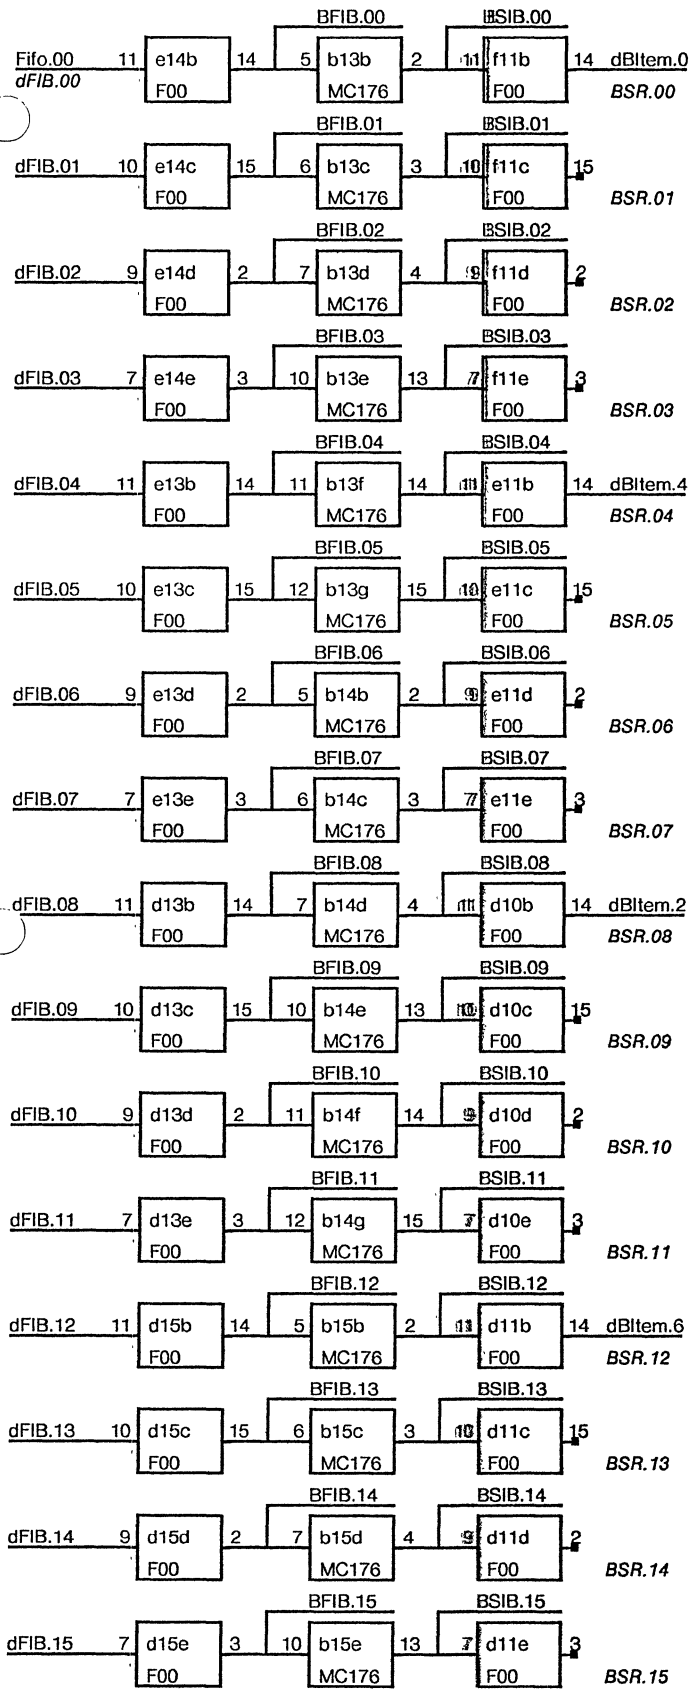 BFIB.00 BSIB.00
Fifo.00 11 e14b 14 5 b13b 2 11 f11b 14 dBItem.0
dFIB.00 F00 MC176 F00 BSR.00
BFIB.01 BSIB.01
dFIB.01 10 e14c 15 6 b13c 3 10 f11c 15
F00 MC176 F00 BSR.01
BFIB.02 BSIB.02
dFIB.02 9 e14d 2 7 b13d 4 9 f11d 2
F00 MC176 F00 BSR.02
BFIB.03 BSIB.03
dFIB.03 7 e14e 3 10 b13e 13 7 f11e 3
F00 MC176 F00 BSR.03
BFIB.04 BSIB.04
dFIB.04 11 e13b 14 11 b13f 14 11 e11b 14 dBItem.4
F00 MC176 F00 BSR.04
BFIB.05 BSIB.05
dFIB.05 10 e13c 15 12 b13g 15 10 e11c 15
F00 MC176 F00 BSR.05
BFIB.06 BSIB.06
dFIB.06 9 e13d 2 5 b14b 2 9 e11d 2
F00 MC176 F00 BSR.06
BFIB.07 BSIB.07
dFIB.07 7 e13e 3 6 b14c 3 7 e11e 3
F00 MC176 F00 BSR.07
BFIB.08 BSIB.08
dFIB.08 11 d13b 14 7 b14d 4 11 d10b 14 dBItem.2
F00 MC176 F00 BSR.08
BFIB.09 BSIB.09
dFIB.09 10 d13c 15 10 b14e 13 10 d10c 15
F00 MC176 F00 BSR.09
BFIB.10 BSIB.10
dFIB.10 9 d13d 2 11 b14f 14 9 d10d 2
F00 MC176 F00 BSR.10
BFIB.11 BSIB.11
dFIB.11 7 d13e 3 12 b14g 15 7 d10e 3
F00 MC176 F00 BSR.11
BFIB.12 BSIB.12
dFIB.12 11 d15b 14 5 b15b 2 11 d11b 14 dBItem.6
F00 MC176 F00 BSR.12
BFIB.13 BSIB.13
dFIB.13 10 d15c 15 6 b15c 3 10 d11c 15
F00 MC176 F00 BSR.13
BFIB.14 BSIB.14
dFIB.14 9 d15d 2 7 b15d 4 9 d11d 2
F00 MC176 F00 BSR.14
BFIB.15 BSIB.15
dFIB.15 7 d15e 3 10 b15e 13 7 d11e 3
F00 MC176 F00 BSR.15